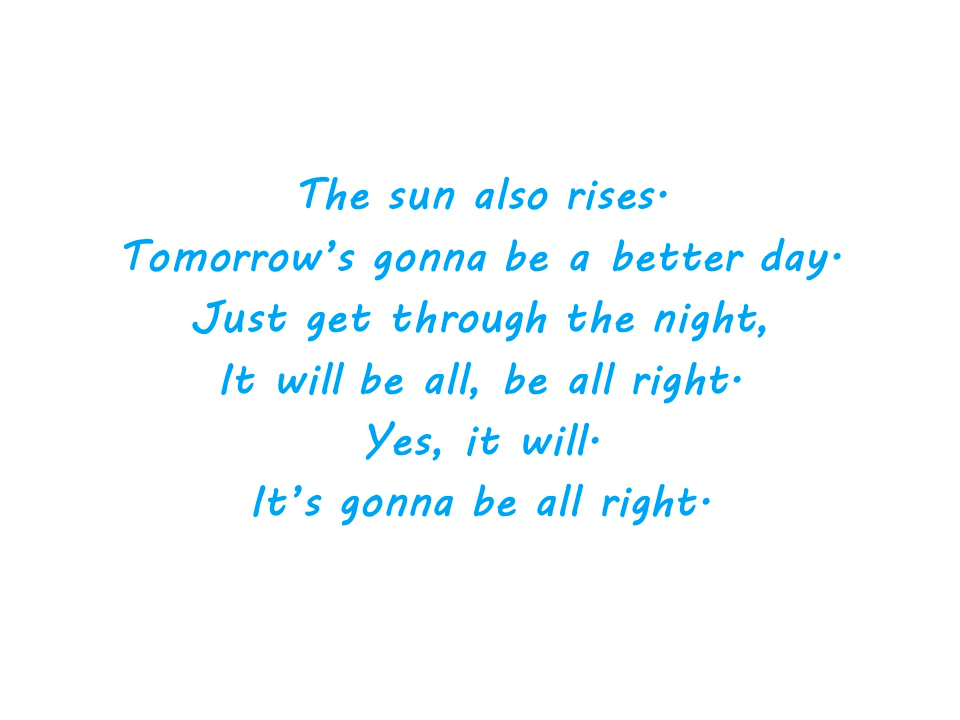 The sun also rises.
Tomorrow’s gonna be a better day.
Just get through the night,
It will be all, be all right.
Yes, it will.
It’s gonna be all right.